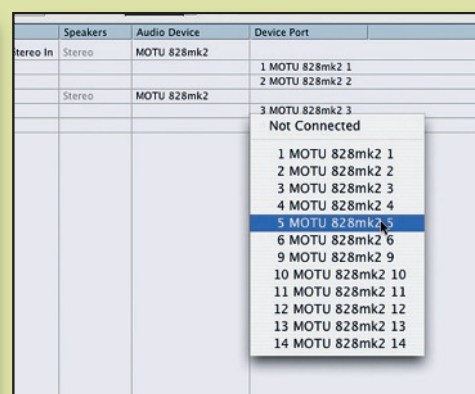 Speakers Audio Device Device Port
tereo In Stereo MOTU 828mk2
1 MOTU 828mk2 1
2 MOTU 828mk2 2
Stereo MOTU 828mk2
3 MOTU 828mk2 3
Not Connected
1 MOTU 828mk2 1
2 MOTU 828mk2 2
3 MOTU 828mk2 3
4 MOTU 828mk2 4
5 MOTU 828mk2 5
6 MOTU 828mk2 6
9 MOTU 828mk2 9
10 MOTU 828mk2 10
11 MOTU 828mk2 11
12 MOTU 828mk2 12
13 MOTU 828mk2 13
14 MOTU 828mk2 14